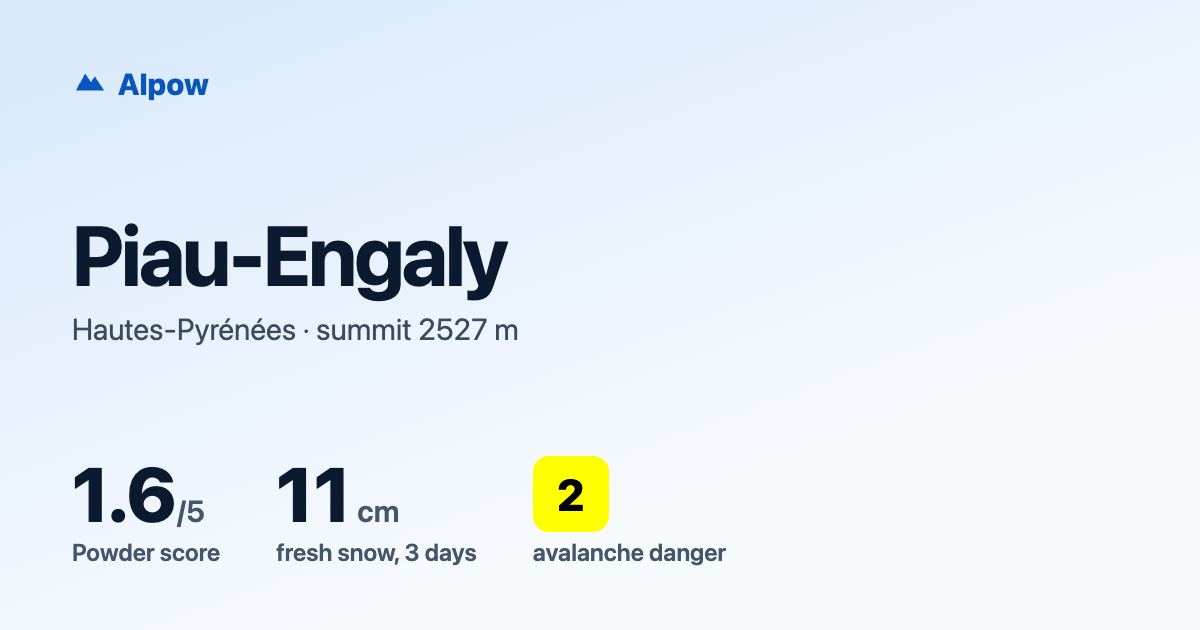 Alpow
Piau-Engaly
Hautes-Pyrénées · summit 2527 m
1.6/5
Powder score
11 cm
fresh snow, 3 days
2
avalanche danger